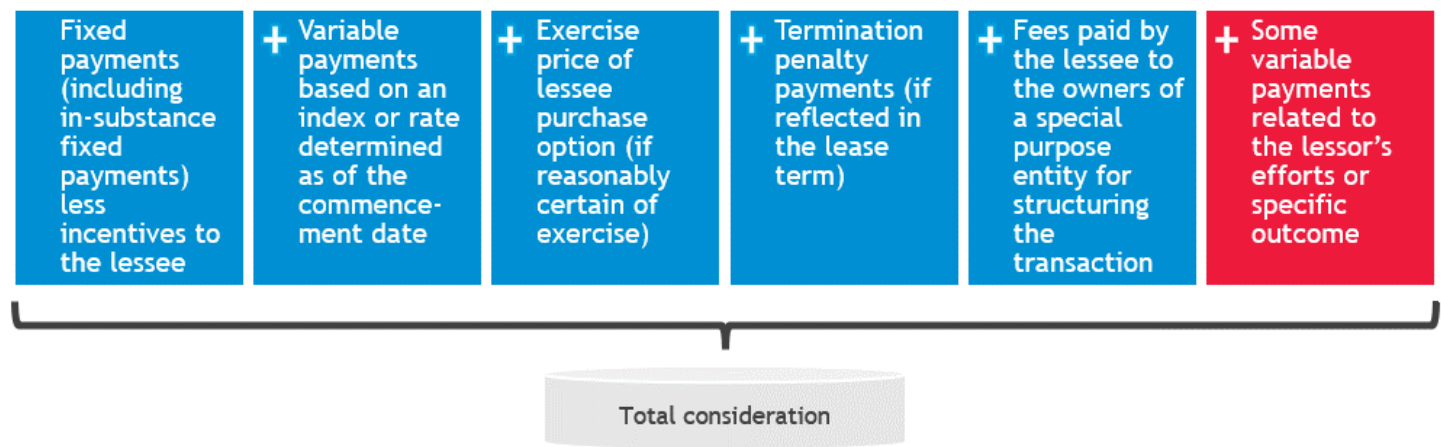 Fixed
payments
(including
in-substance
fixed
payments)
less
incentives to
the lessee
+ Variable
payments
based on an
index or rate
determined
as of the
commence-
ment date
+ Exercise
price of
lessee
purchase
option (if
reasonably
certain of
exercise)
+ Termination
penalty
payments (if
reflected in
the lease
term)
+ Fees paid by
the lessee to
the owners of
a special
purpose
entity for
structuring
the
transaction
+ Some
variable
payments
related to
the lessor's
efforts or
specific
outcome
Total consideration